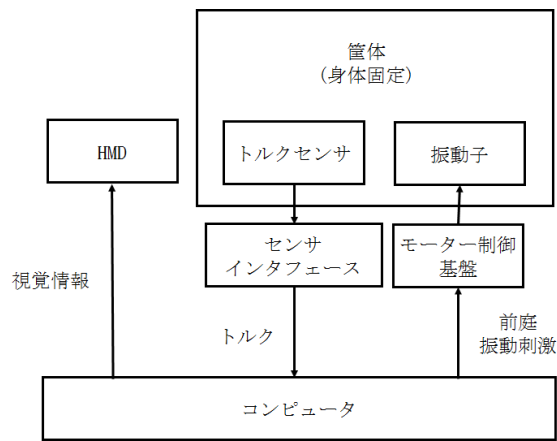 筐体
(身体固定)
HMD
トルクセンサ
振動子
センサ
インタフェース
モーター制御
基盤
視覚情報
トルク
前庭
振動刺激
コンピュータ